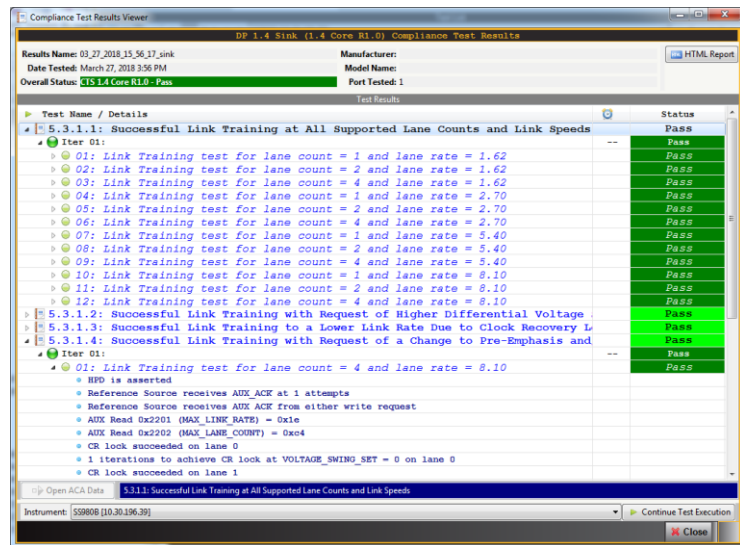 Compliance Test Results Viewer
DP 1.4 Sink (1.4 Core R1.0) Compliance Test Results
Results Name: 03_27_2018_15_56_17_sink
Manufacturer:
HTML Report
Date Tested: March 27, 2018 3:56 PM
Model Name:
Overall Status: CTS 1.4 Core R1.0 - Pass
Port Tested: 1
Test Results
Test Name / Details
Status
5.3.1.1: Successful Link Training at All Supported Lane Counts and Link Speeds Pass
Iter 01: -- Pass
01: Link Training test for lane count = 1 and lane rate = 1.62 Pass
02: Link Training test for lane count = 2 and lane rate = 1.62 Pass
03: Link Training test for lane count = 4 and lane rate = 1.62 Pass
04: Link Training test for lane count = 1 and lane rate = 2.70 Pass
05: Link Training test for lane count = 2 and lane rate = 2.70 Pass
06: Link Training test for lane count = 4 and lane rate = 2.70 Pass
07: Link Training test for lane count = 1 and lane rate = 5.40 Pass
08: Link Training test for lane count = 2 and lane rate = 5.40 Pass
09: Link Training test for lane count = 4 and lane rate = 5.40 Pass
10: Link Training test for lane count = 1 and lane rate = 8.10 Pass
11: Link Training test for lane count = 2 and lane rate = 8.10 Pass
12: Link Training test for lane count = 4 and lane rate = 8.10 Pass
5.3.1.2: Successful Link Training with Request of Higher Differential Voltage Pass
5.3.1.3: Successful Link Training to a Lower Link Rate Due to Clock Recovery L Pass
5.3.1.4: Successful Link Training with Request of a Change to Pre-Emphasis and Pass
Iter 01: -- Pass
01: Link Training test for lane count = 4 and lane rate = 8.10 Pass
HPD is asserted
Reference Source receives AUX_ACK at 1 attempts
Reference Source receives AUX ACK from either write request
AUX Read 0x2201 (MAX_LINK_RATE) = 0x1e
AUX Read 0x2202 (MAX_LANE_COUNT) = 0xc4
CR lock succeeded on lane 0
1 iterations to achieve CR lock at VOLTAGE_SWING_SET = 0 on lane 0
CR lock succeeded on lane 1
Open ACA Data
5.3.1.1: Successful Link Training at All Supported Lane Counts and Link Speeds
Instrument: SS980B [10.30.196.39]
Continue Test Execution
Close